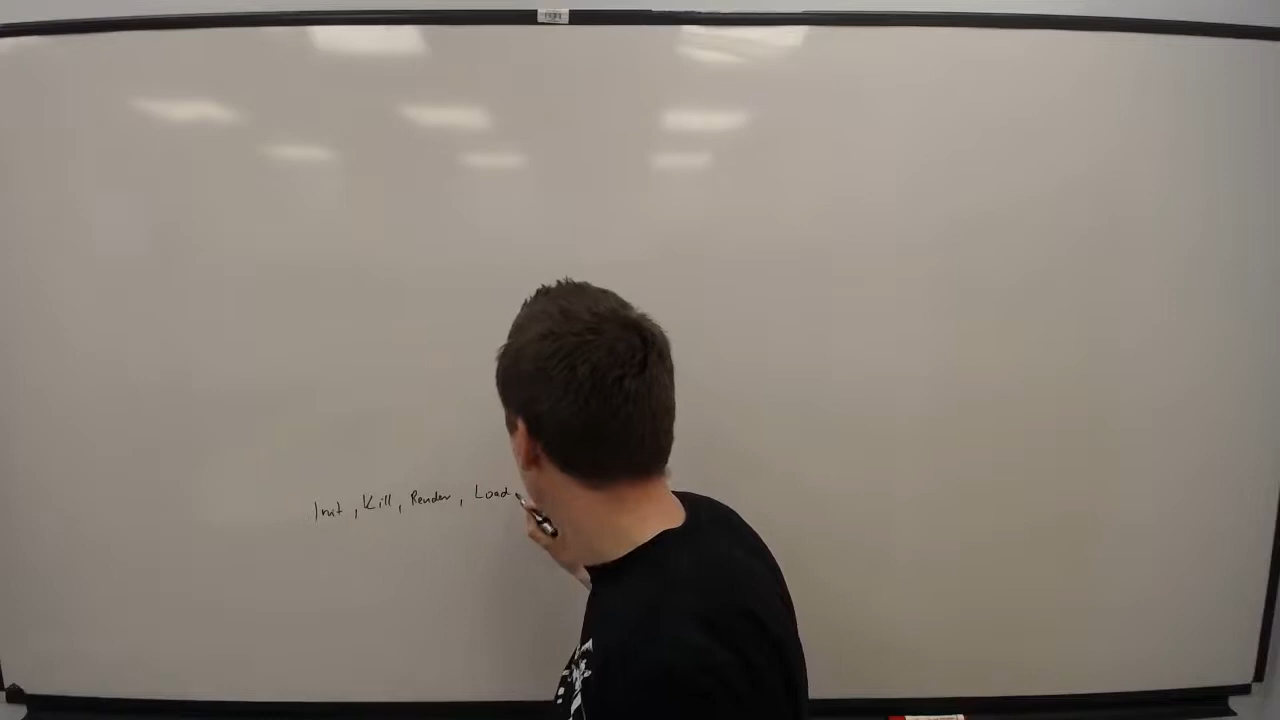 Init , Kill , Render , Load